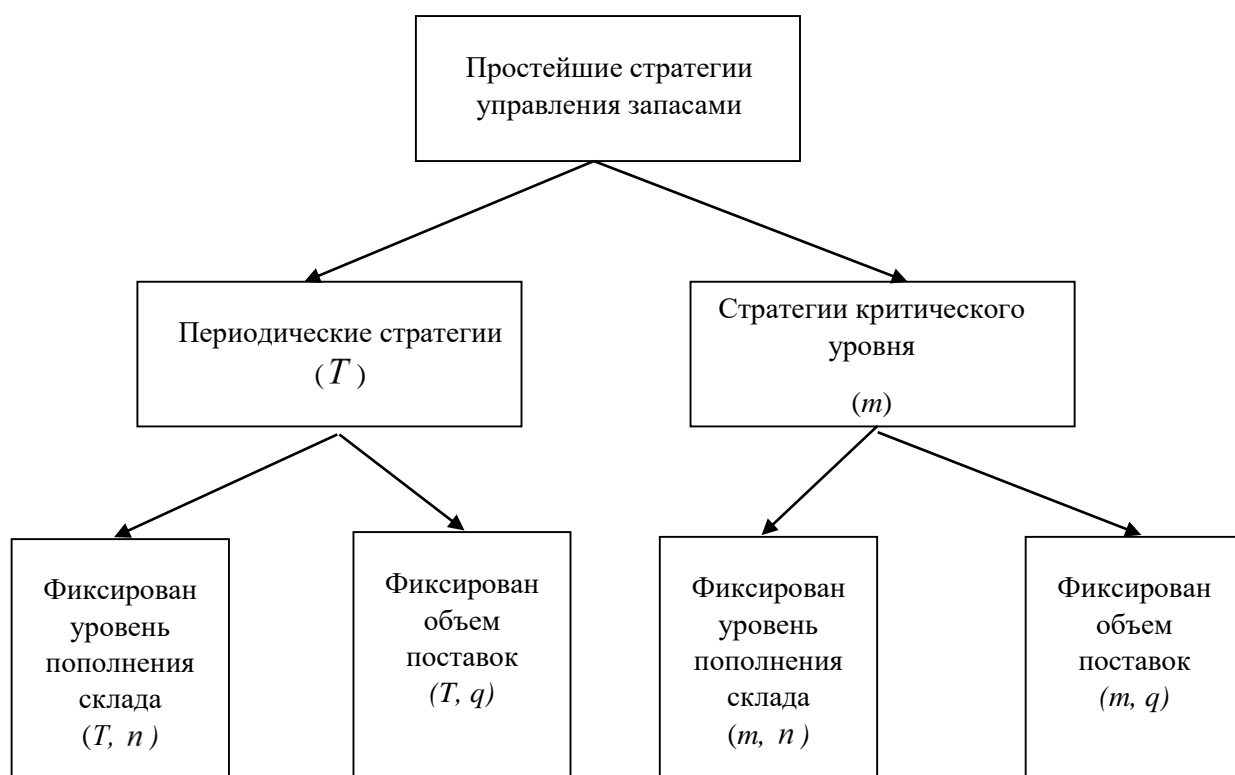 Простейшие стратегии
управления запасами
Периодические стратегии
(T)
Стратегии критического
уровня
(m)
Фиксирован
уровень
пополнения
склада
(T, n)
Фиксирован
объем
поставок
(T, q)
Фиксирован
уровень
пополнения
склада
(m, n)
Фиксирован
объем
поставок
(m, q)